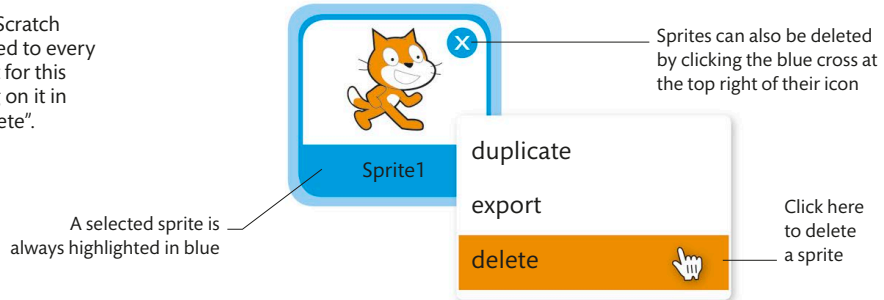 Scratch
ed to every
for this
on it in
ete”.
x
Sprites can also be deleted
by clicking the blue cross at
the top right of their icon
Sprite1
A selected sprite is
always highlighted in blue
duplicate
export
delete
Click here
to delete
a sprite